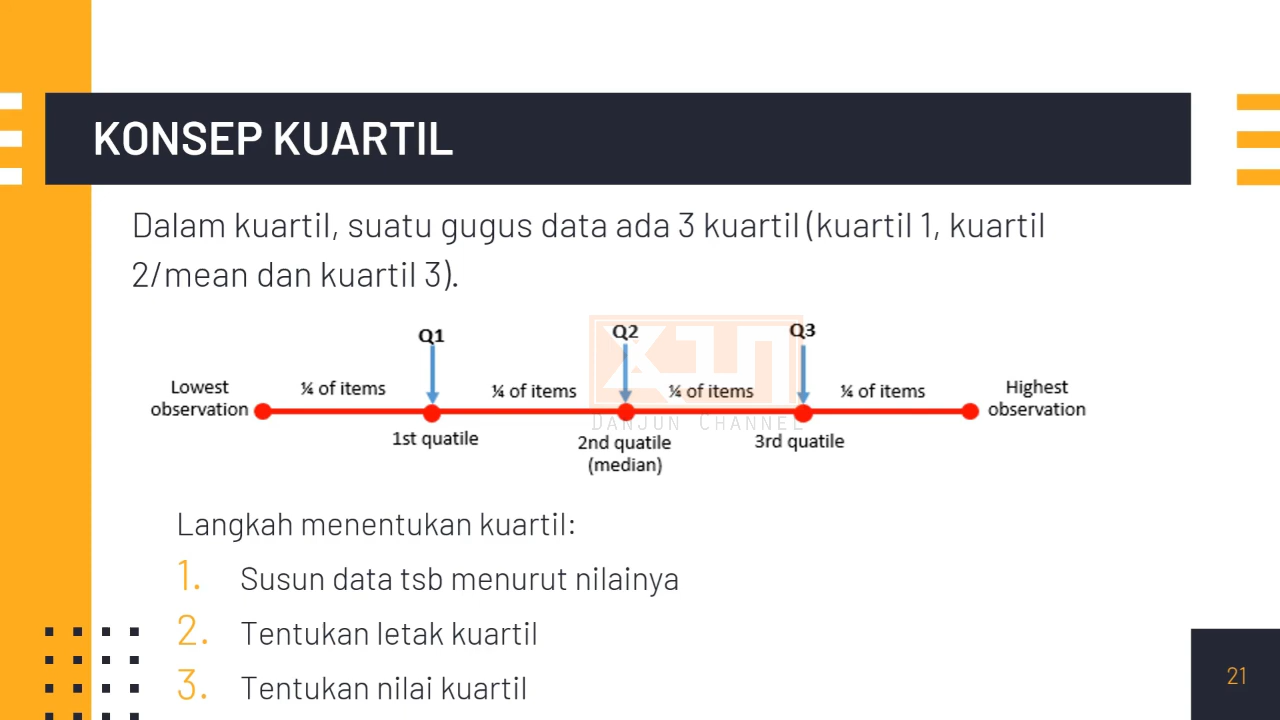 KONSEP KUARTIL
Dalam kuartil, suatu gugus data ada 3 kuartil (kuartil 1, kuartil
2/mean dan kuartil 3).
Q1
Q2
Q3
Lowest
observation
¼ of items
¼ of items
¼ of items
¼ of items
Highest
observation
DANJUN CHANNEL
1st quatile
2nd quatile
(median)
3rd quatile
Langkah menentukan kuartil:
1. Susun data tsb menurut nilainya
2. Tentukan letak kuartil
3. Tentukan nilai kuartil
21